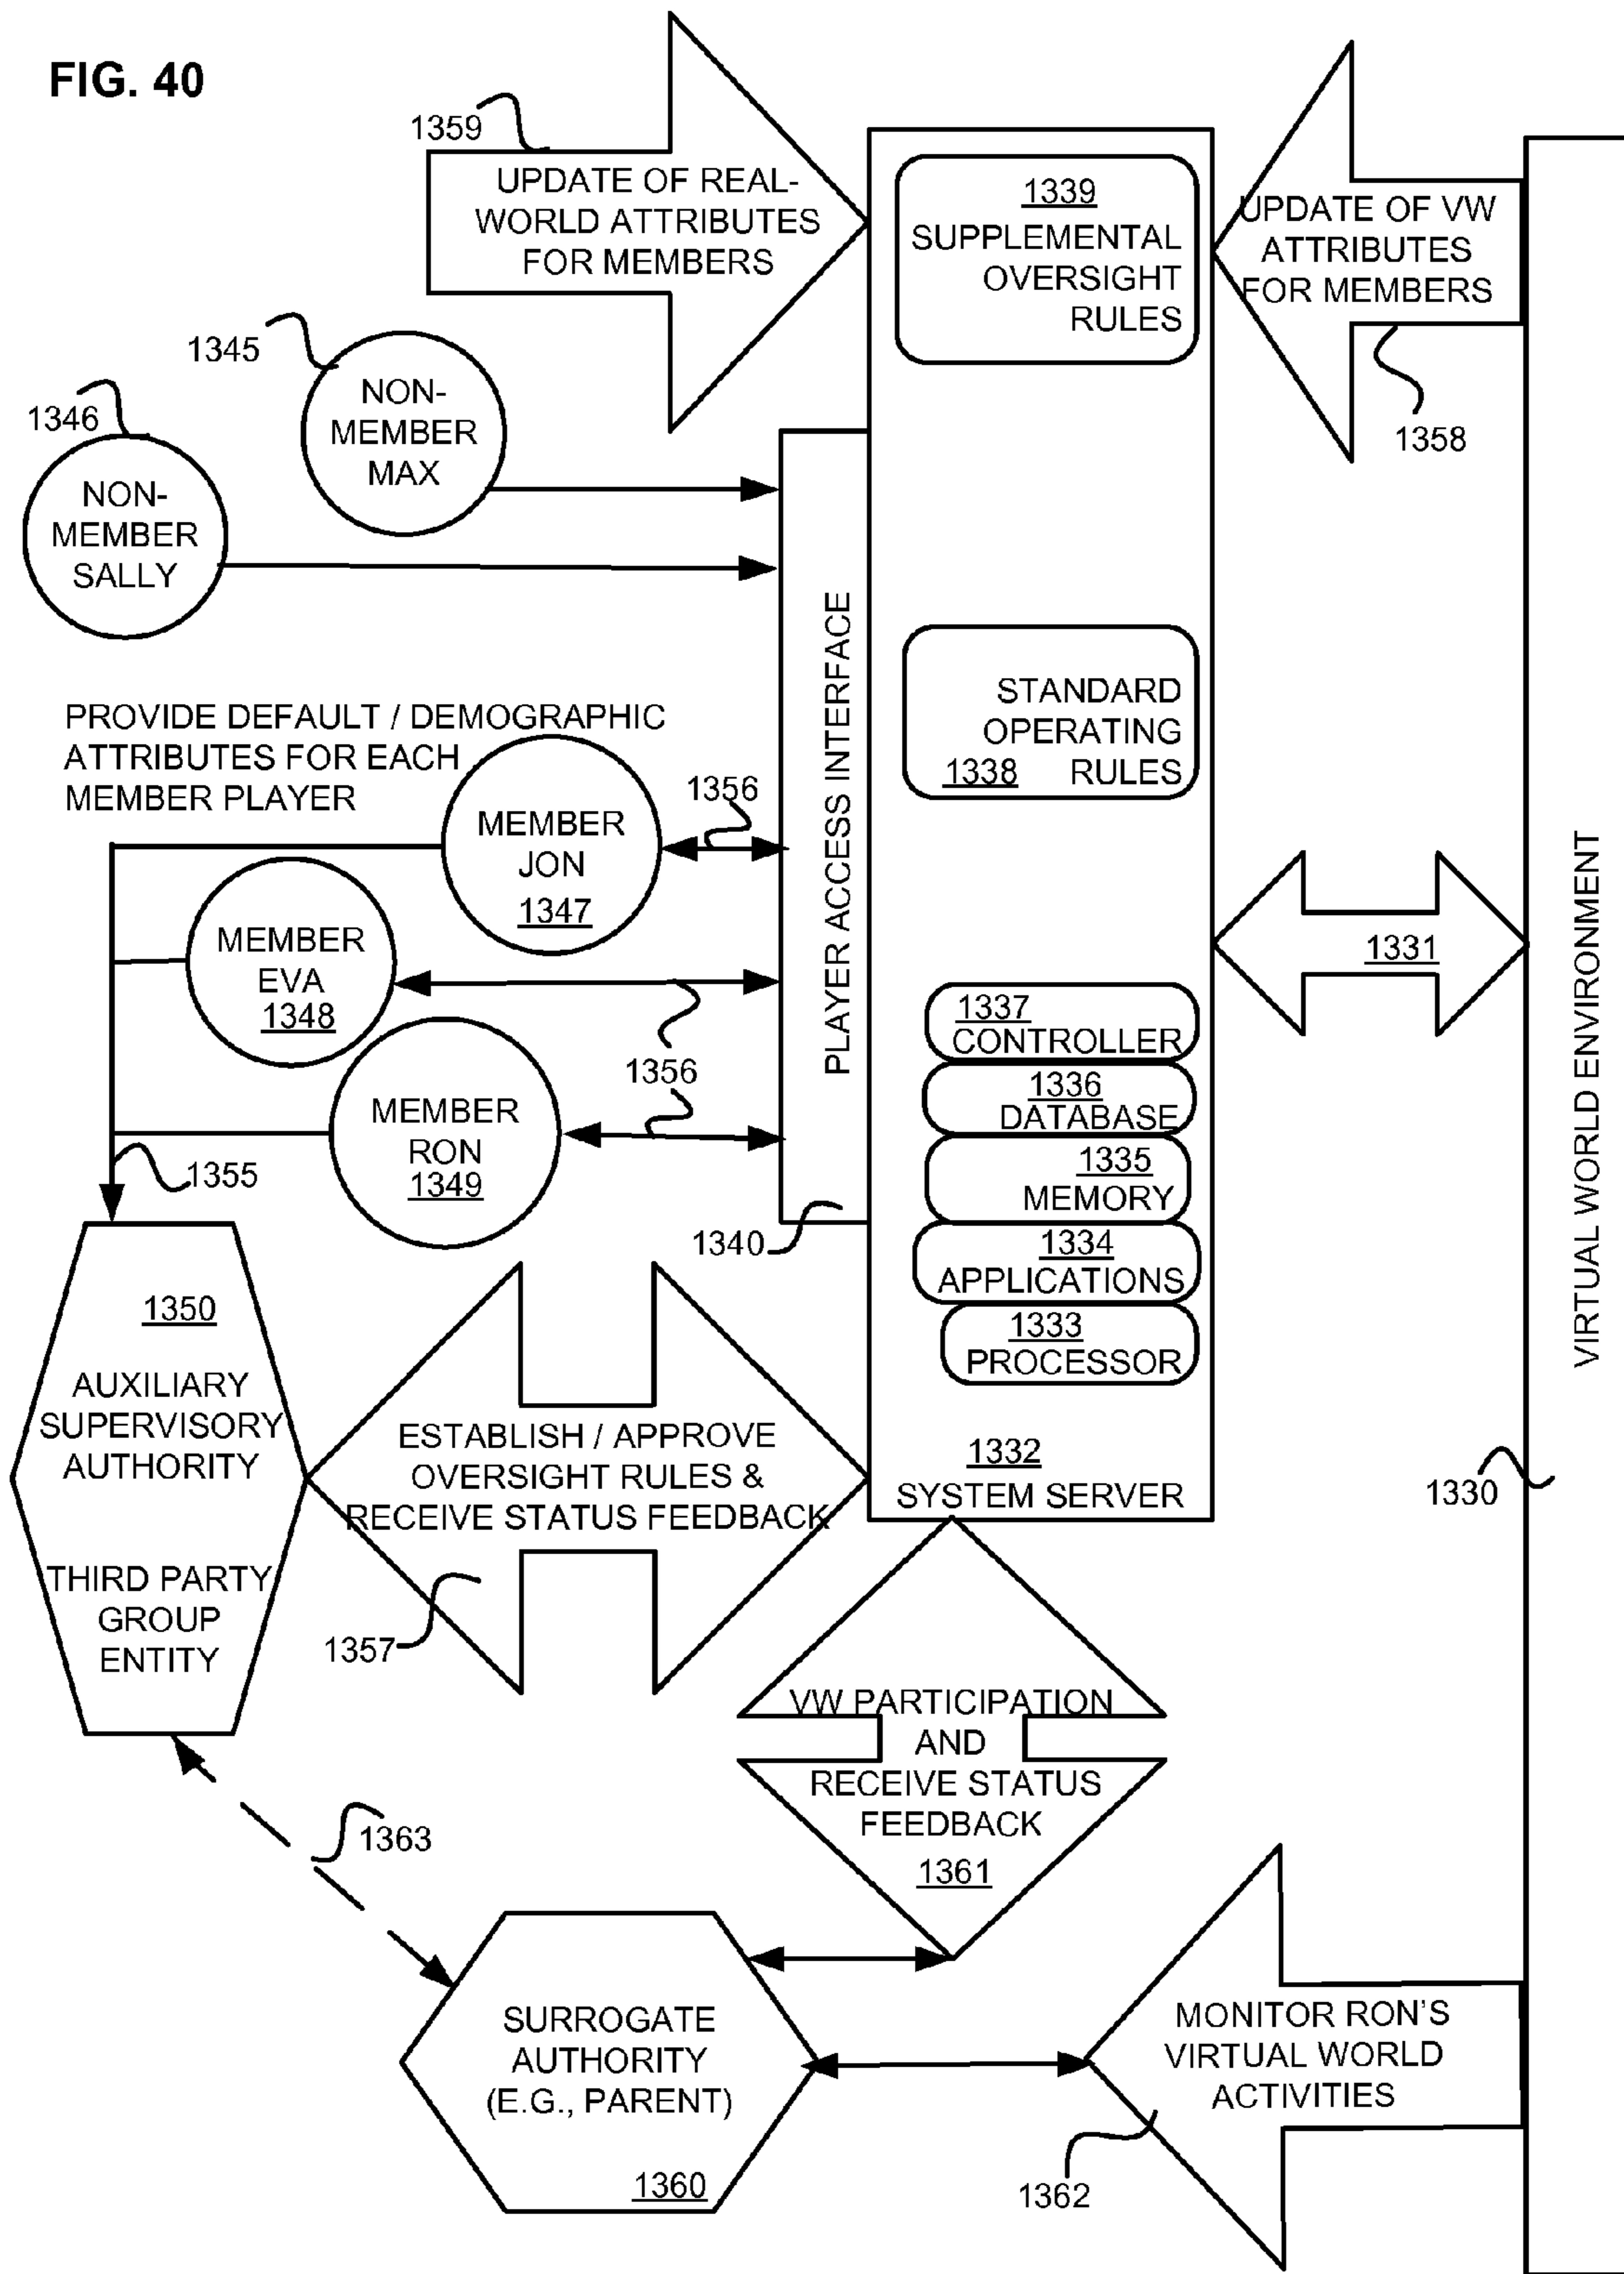 FIG. 40
1359
UPDATE OF REAL-
WORLD ATTRIBUTES
FOR MEMBERS
1339
SUPPLEMENTAL
OVERSIGHT
RULES
UPDATE OF VW
ATTRIBUTES
FOR MEMBERS
1358
1345
NON-
MEMBER
MAX
1346
NON-
MEMBER
SALLY
PLAYER ACCESS INTERFACE
STANDARD
OPERATING
1338 RULES
PROVIDE DEFAULT / DEMOGRAPHIC
ATTRIBUTES FOR EACH
MEMBER PLAYER
MEMBER
JON
1347
1356
MEMBER
EVA
1348
1356
MEMBER
RON
1349
1355
1340
1337
CONTROLLER
1336
DATABASE
1335
MEMORY
1334
APPLICATIONS
1333
PROCESSOR
1332
SYSTEM SERVER
1331
VIRTUAL WORLD ENVIRONMENT
1330
1350
AUXILIARY
SUPERVISORY
AUTHORITY
THIRD PARTY
GROUP
ENTITY
ESTABLISH / APPROVE
OVERSIGHT RULES &
RECEIVE STATUS FEEDBACK
1357
VW PARTICIPATION
AND
RECEIVE STATUS
FEEDBACK
1361
1363
SURROGATE
AUTHORITY
(E.G., PARENT)
1360
MONITOR RON'S
VIRTUAL WORLD
ACTIVITIES
1362